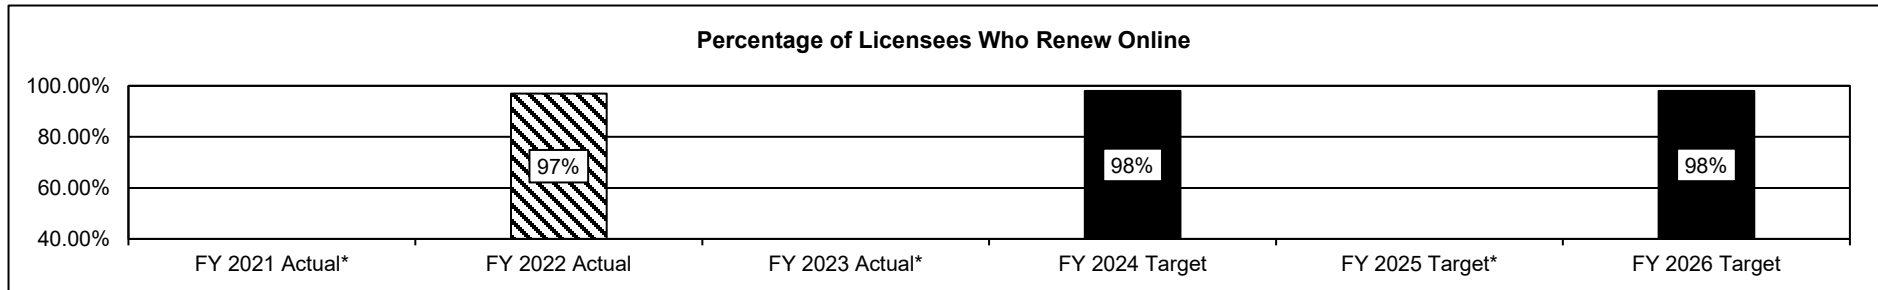 Percentage of Licensees Who Renew Online
100.00%
80.00%
60.00%
40.00%
97%
98%
98%
FY 2021 Actual*
FY 2022 Actual
FY 2023 Actual*
FY 2024 Target
FY 2025 Target*
FY 2026 Target